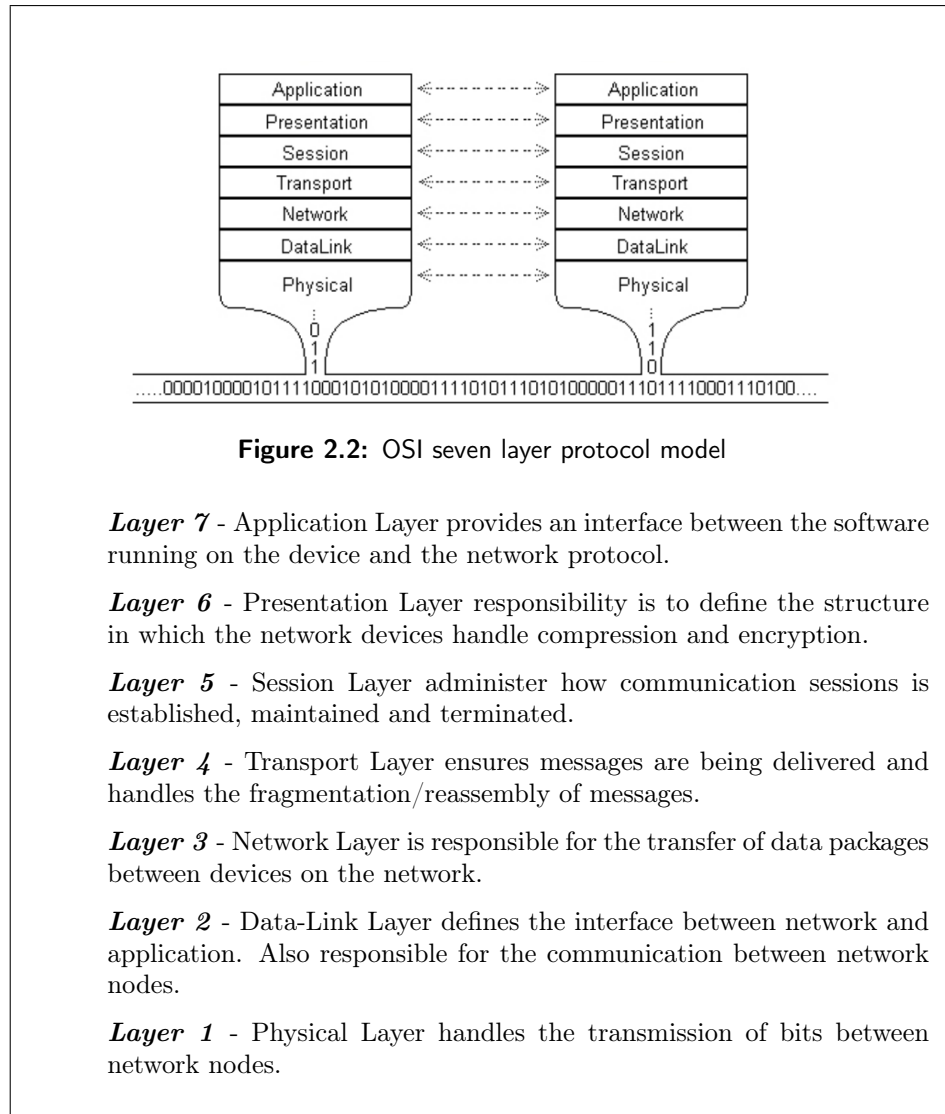 Application
Application
Presentation
Presentation
Session
Session
Transport
Transport
Network
Network
DataLink
DataLink
Physical
Physical
:
:
0
1
1
1
1
0
.....0000100001011110001010100001111010111010100000111011110001110100....
Figure 2.2: OSI seven layer protocol model
Layer 7 - Application Layer provides an interface between the software
running on the device and the network protocol.
Layer 6 - Presentation Layer responsibility is to define the structure
in which the network devices handle compression and encryption.
Layer 5 - Session Layer administer how communication sessions is
established, maintained and terminated.
Layer 4 - Transport Layer ensures messages are being delivered and
handles the fragmentation/reassembly of messages.
Layer 3 - Network Layer is responsible for the transfer of data packages
between devices on the network.
Layer 2 - Data-Link Layer defines the interface between network and
application. Also responsible for the communication between network
nodes.
Layer 1 - Physical Layer handles the transmission of bits between
network nodes.